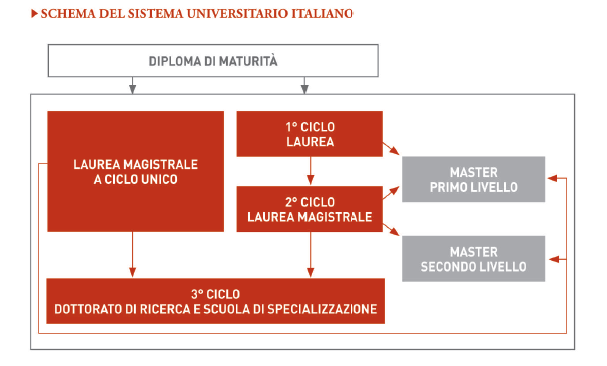 SCHEMA DEL SISTEMA UNIVERSITARIO ITALIANO
DIPLOMA DI MATURITÀ
LAUREA MAGISTRALE
A CICLO UNICO
1° CICLO
LAUREA
2° CICLO
LAUREA MAGISTRALE
MASTER
PRIMO LIVELLO
MASTER
SECONDO LIVELLO
3° CICLO
DOTTORATO DI RICERCA E SCUOLA DI SPECIALIZZAZIONE